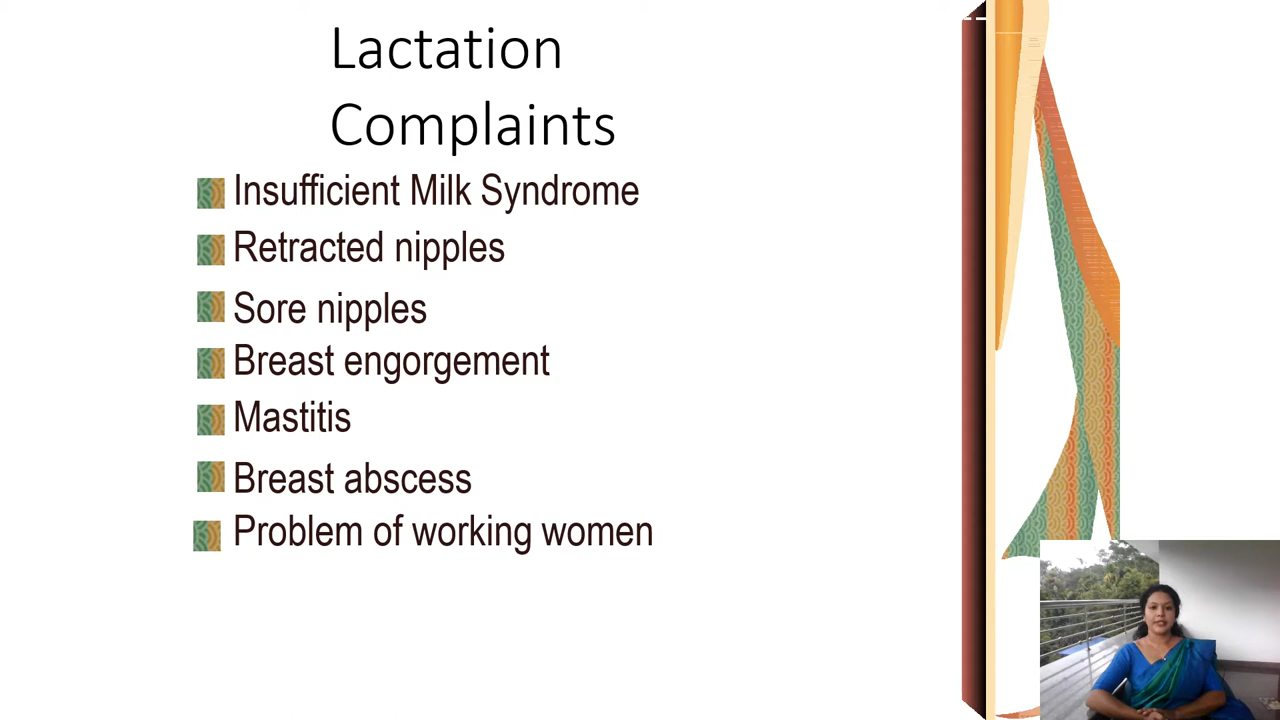 Lactation
Complaints
Insufficient Milk Syndrome
Retracted nipples
Sore nipples
Breast engorgement
Mastitis
Breast abscess
Problem of working women